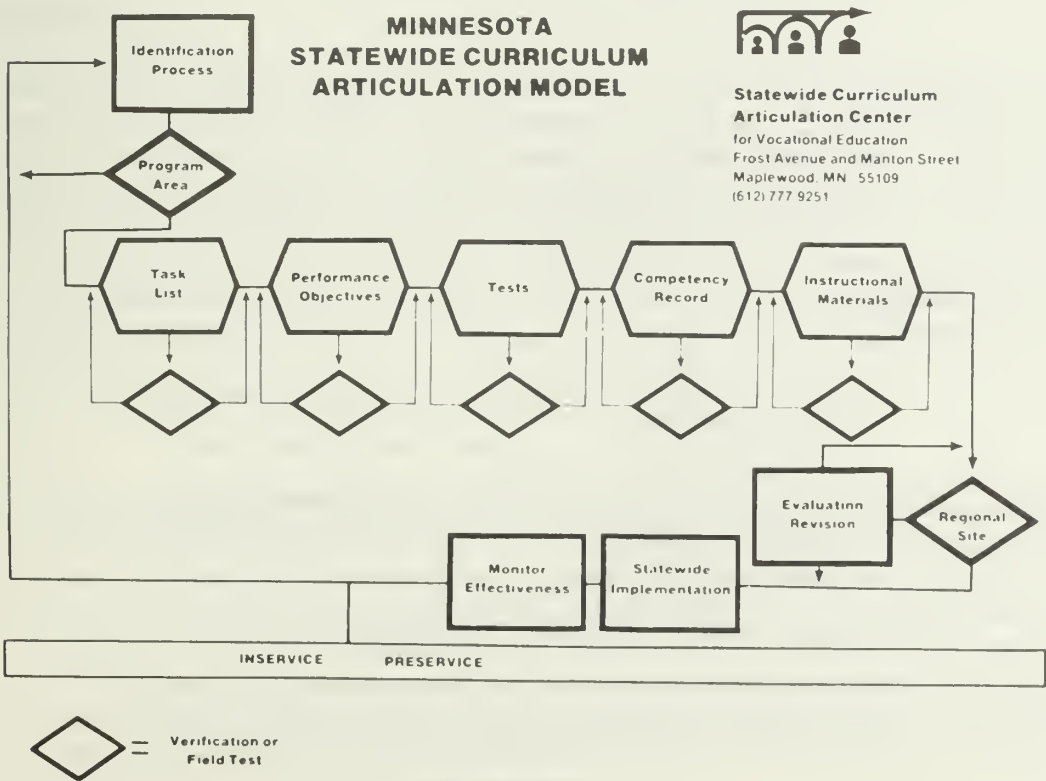 MINNESOTA
STATEWIDE CURRICULUM
ARTICULATION MODEL
Statewide Curriculum
Articulation Center
for Vocational Education
Frost Avenue and Manton Street
Maplewood, MN 55109
(612) 777 9251
Identification
Process
Program
Area
Task
List
Performance
Objectives
Tests
Competency
Record
Instructional
Materials
Evaluation
Revision
Regional
Site
Monitor
Effectiveness
Statewide
Implementation
INSERVICE PRESERVICE
= Verification or
Field Test